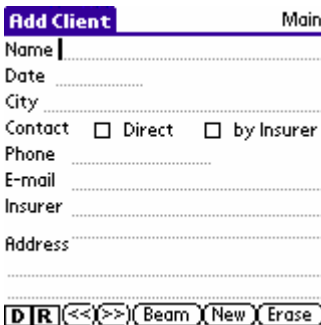 Add Client Main
Name
Date
City
Contact Direct by Insurer
Phone
E-mail
Insurer
Address
D R << >> Beam New Erase